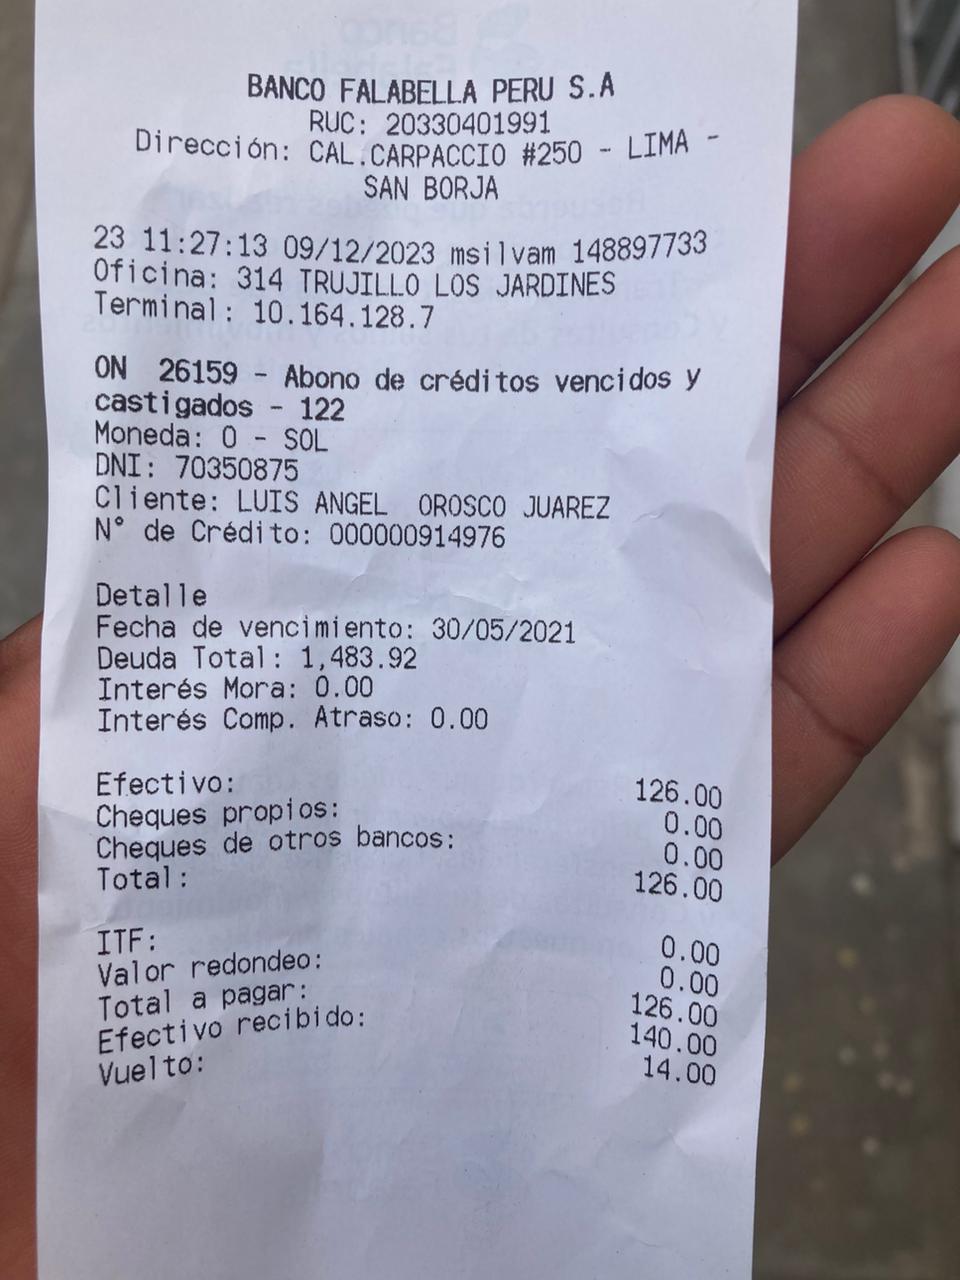 BANCO FALABELLA PERU S.A
RUC: 20330401991
Dirección: CAL.CARPACCIO #250 - LIMA -
SAN BORJA
23 11:27:13 09/12/2023 msilvam 148897733
Oficina: 314 TRUJILLO LOS JARDINES
Terminal: 10.164.128.7
ON 26159 - Abono de créditos vencidos y
castigados - 122
Moneda: 0 - SOL
DNI: 70350875
Cliente: LUIS ANGEL OROSCO JUAREZ
N° de Crédito: 000000914976
Detalle
Fecha de vencimiento: 30/05/2021
Deuda Total: 1,483.92
Interés Mora: 0.00
Interés Comp. Atraso: 0.00
Efectivo: 126.00
Cheques propios: 0.00
Cheques de otros bancos: 0.00
Total: 126.00
ITF: 0.00
Valor redondeo: 0.00
Total a pagar: 126.00
Efectivo recibido: 140.00
Vuelto: 14.00